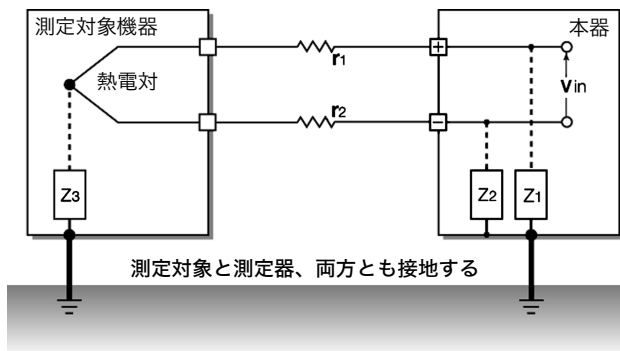 測定対象機器
本器
熱電対
r1
r2
+
−
Vin
Z3
Z2
Z1
測定対象と測定器、両方とも接地する